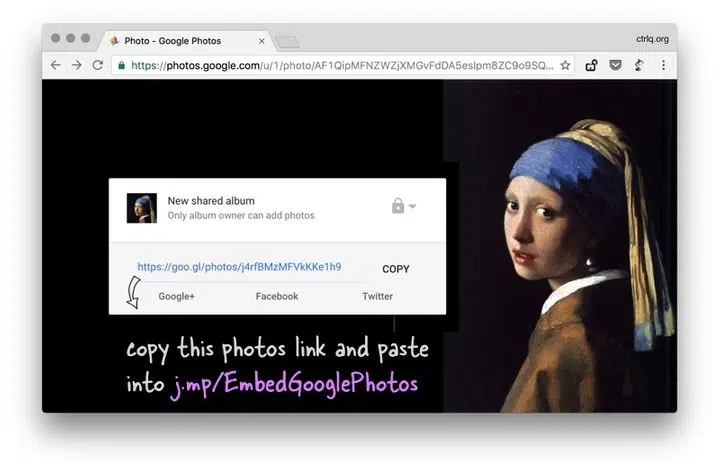 Photo - Google Photos
ctrlq.org
https://photos.google.com/u/1/photo/AF1QipMFNZWZjXMGvFdDA5eslpm8ZC9o9SQ...
New shared album
Only album owner can add photos
https://goo.gl/photos/j4rfBMzMFVkKKe1h9
COPY
Google+ Facebook Twitter
copy this photos link and paste
into j.mp/EmbedGooglePhotos